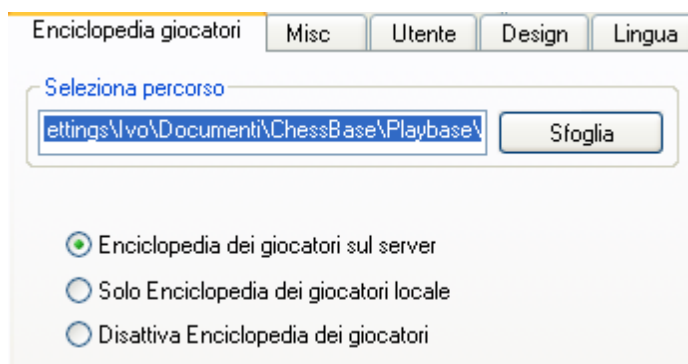 Enciclopedia giocatori Misc Utente Design Lingua
Seleziona percorso
ettings\Ivo\Documenti\ChessBase\Playbase\ Sfoglia
Enciclopedia dei giocatori sul server
Solo Enciclopedia dei giocatori locale
Disattiva Enciclopedia dei giocatori